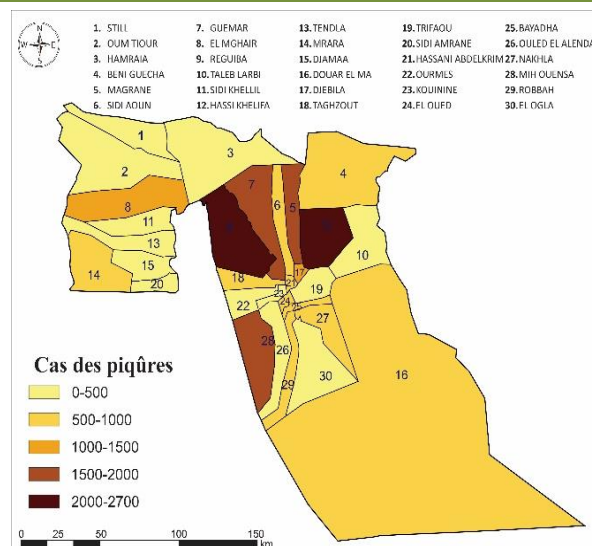 N
W E
S
1. STILL
2. OUM TIOUR
3. HAMRAIA
4. BENI GUECHA
5. MAGRANE
6. SIDI AOUN
7. GUEMAR
8. EL MGHAIR
9. REGUIBA
10. TALEB LARBI
11. SIDI KHELLIL
12. HASSI KHELIFA
13. TENDLA
14. MRARA
15. DJAMAA
16. DOUAR EL MA
17. DJEBILA
18. TAGHZOUT
19. TRIFAOU
20. SIDI AMRANE
21. HASSANI ABDELKRIM
22. OURMES
23. KOUININE
24. EL OUED
25. BAYADHA
26. OULED EL ALENDA
27. NAKHLA
28. MIH OUENSA
29. ROBBAH
30. EL OGLA
1
3
2
4
7
6
5
8
11
13
10
15
14
18
17
20
19
23
22
24
25
27
28
26
30
29
16
Cas des piqûres
0-500
500-1000
1000-1500
1500-2000
2000-2700
0 25 50 100 150
km